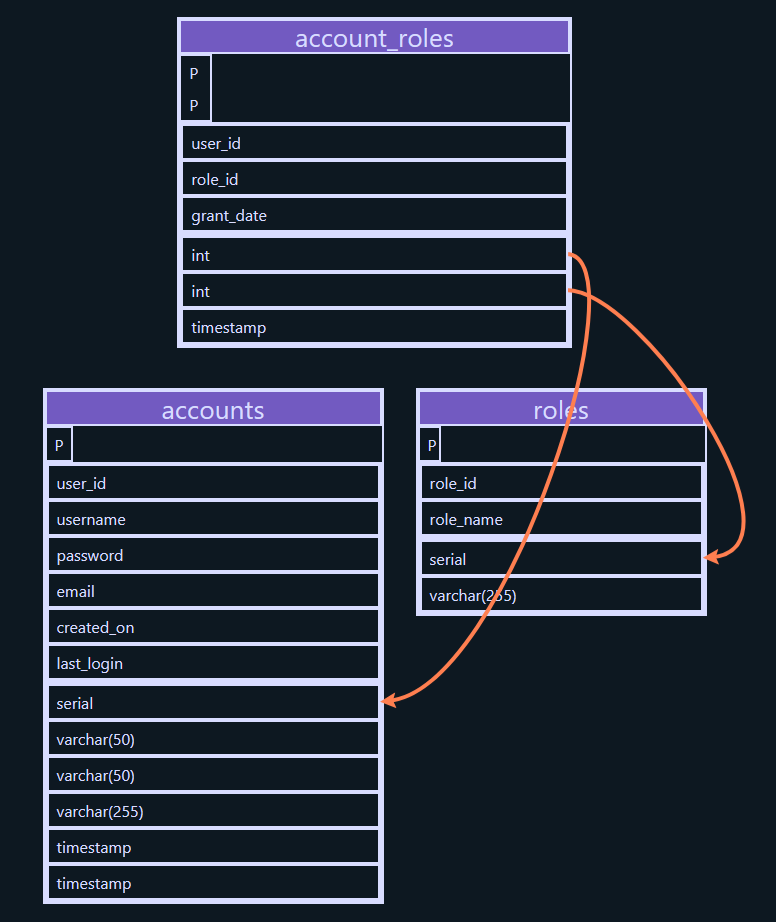 account_roles
P
P
user_id
role_id
grant_date
int
int
timestamp
accounts
P
user_id
username
password
email
created_on
last_login
serial
varchar(50)
varchar(50)
varchar(255)
timestamp
timestamp
roles
P
role_id
role_name
serial
varchar(255)